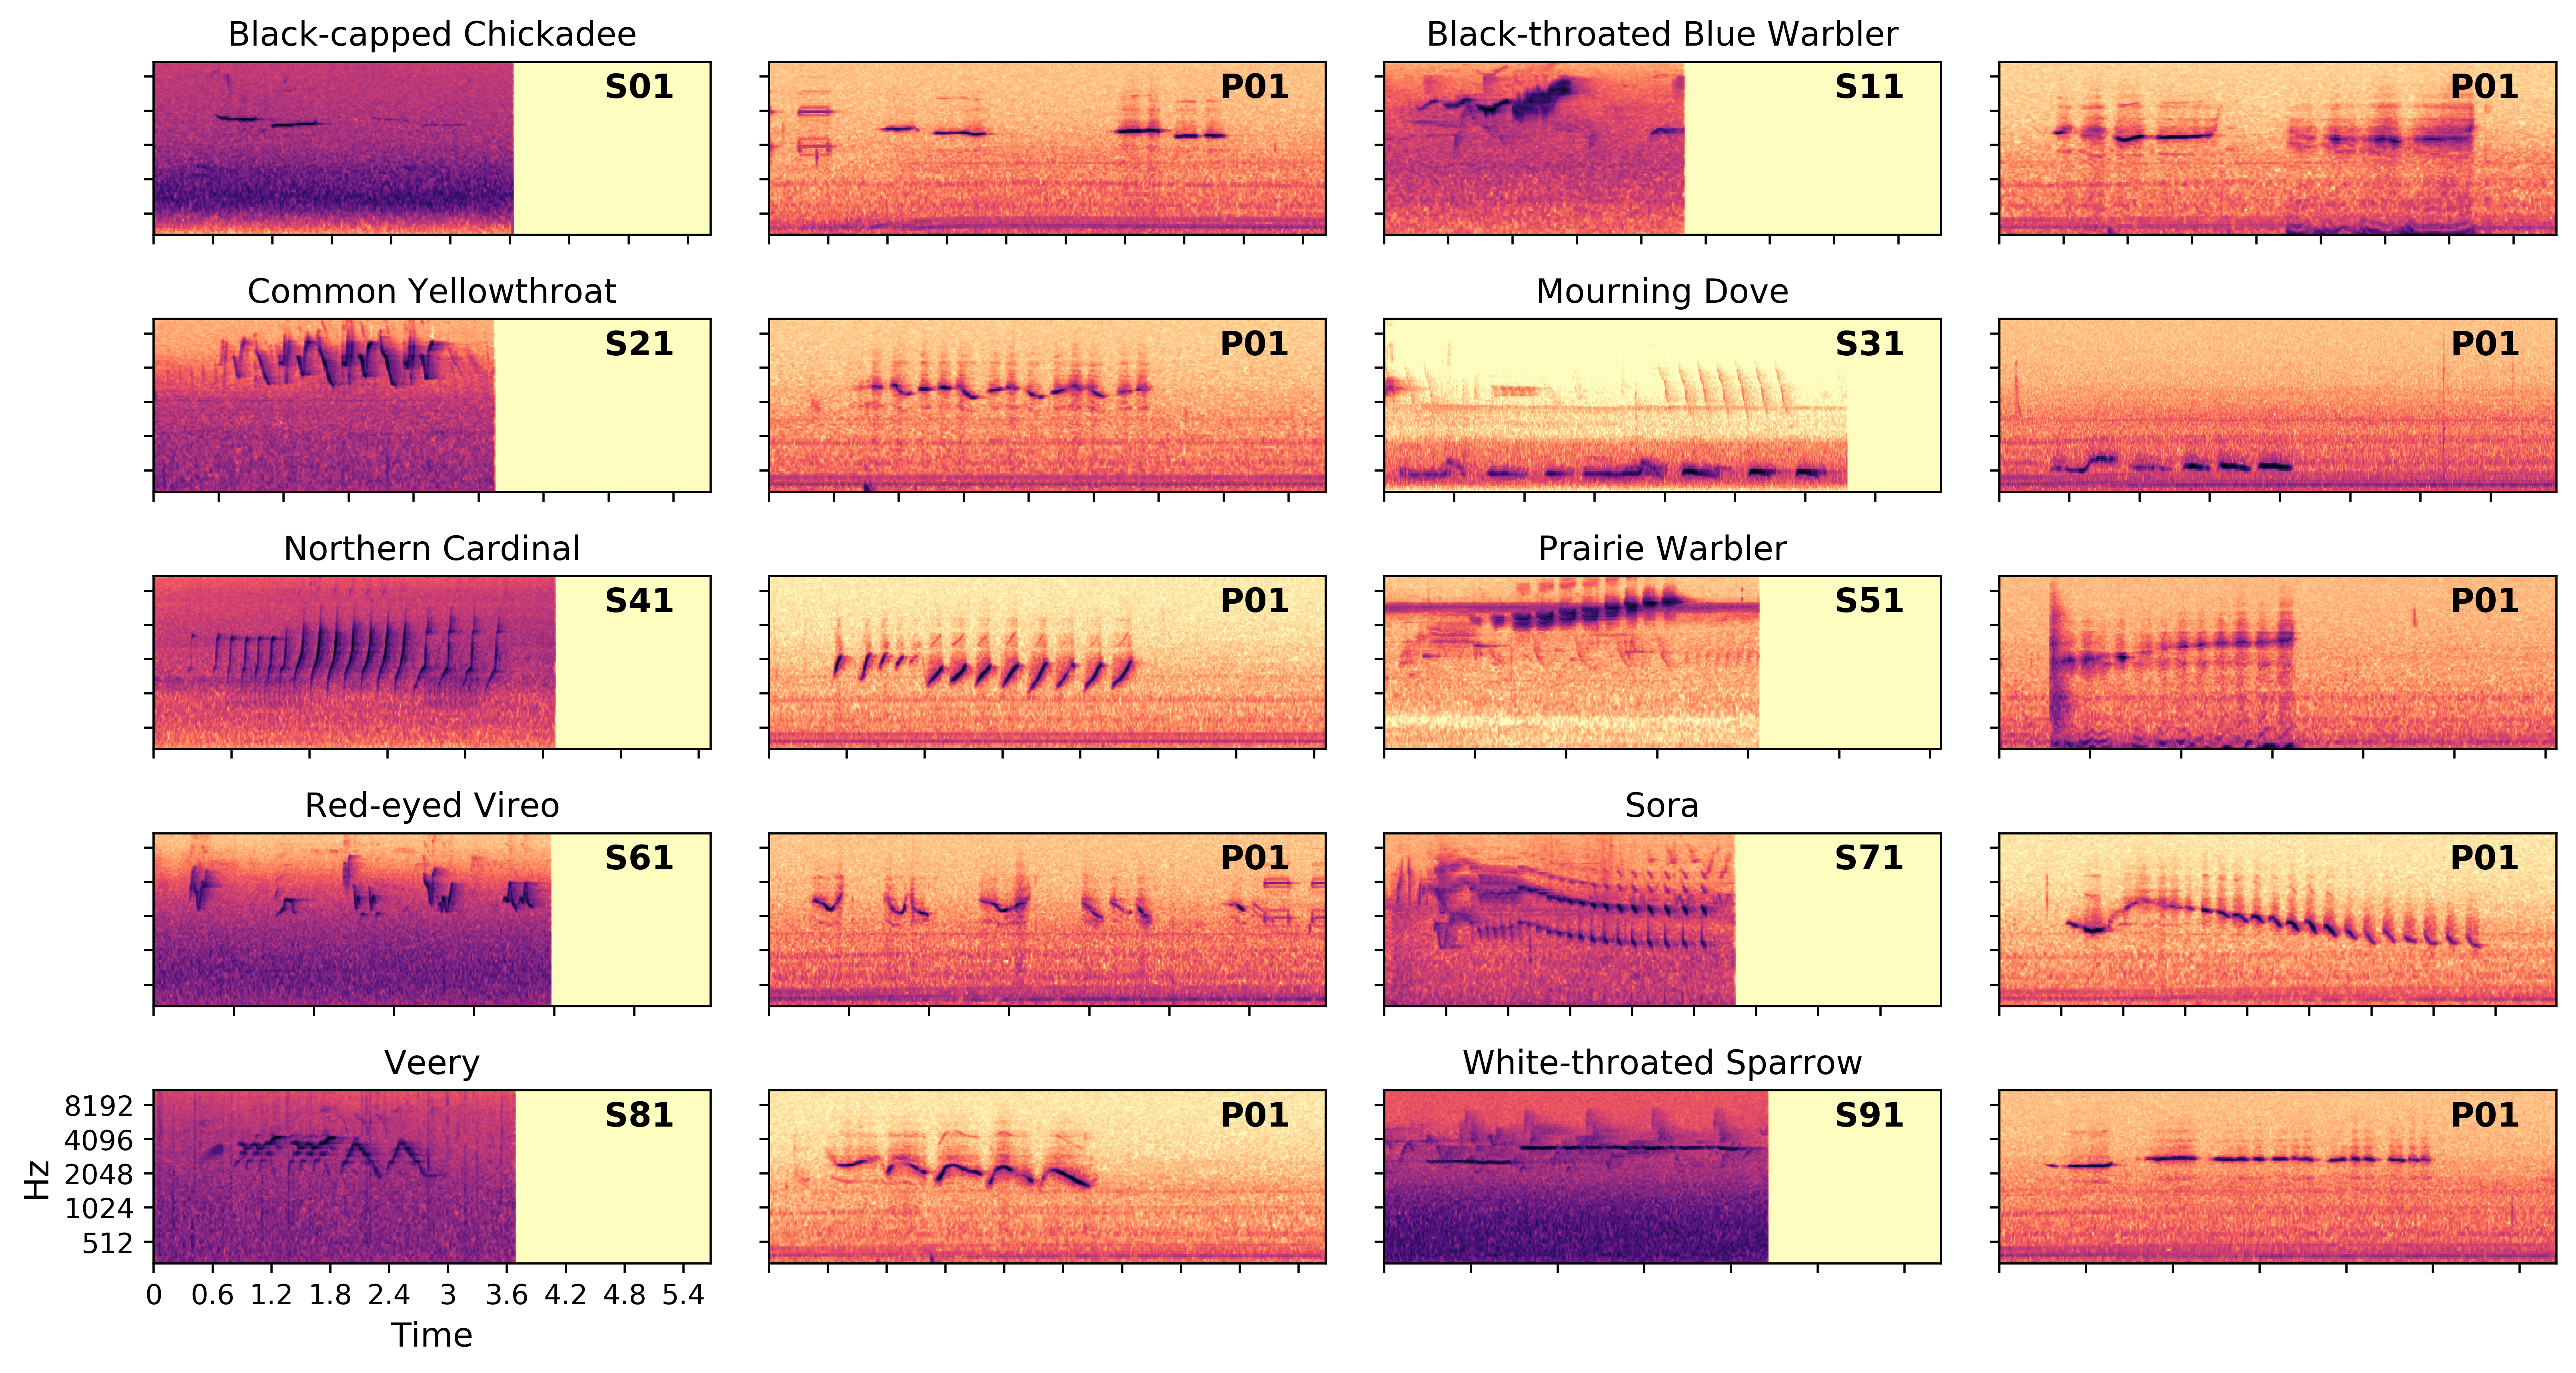 Black-capped Chickadee
Black-throated Blue Warbler
S01
P01
S11
P01
Common Yellowthroat
Mourning Dove
S21
P01
S31
P01
Northern Cardinal
Prairie Warbler
S41
P01
S51
P01
Red-eyed Vireo
Sora
S61
P01
S71
P01
Veery
White-throated Sparrow
S81
P01
S91
P01
8192
4096
2048
1024
512
Hz
0 0.6 1.2 1.8 2.4 3 3.6 4.2 4.8 5.4
Time